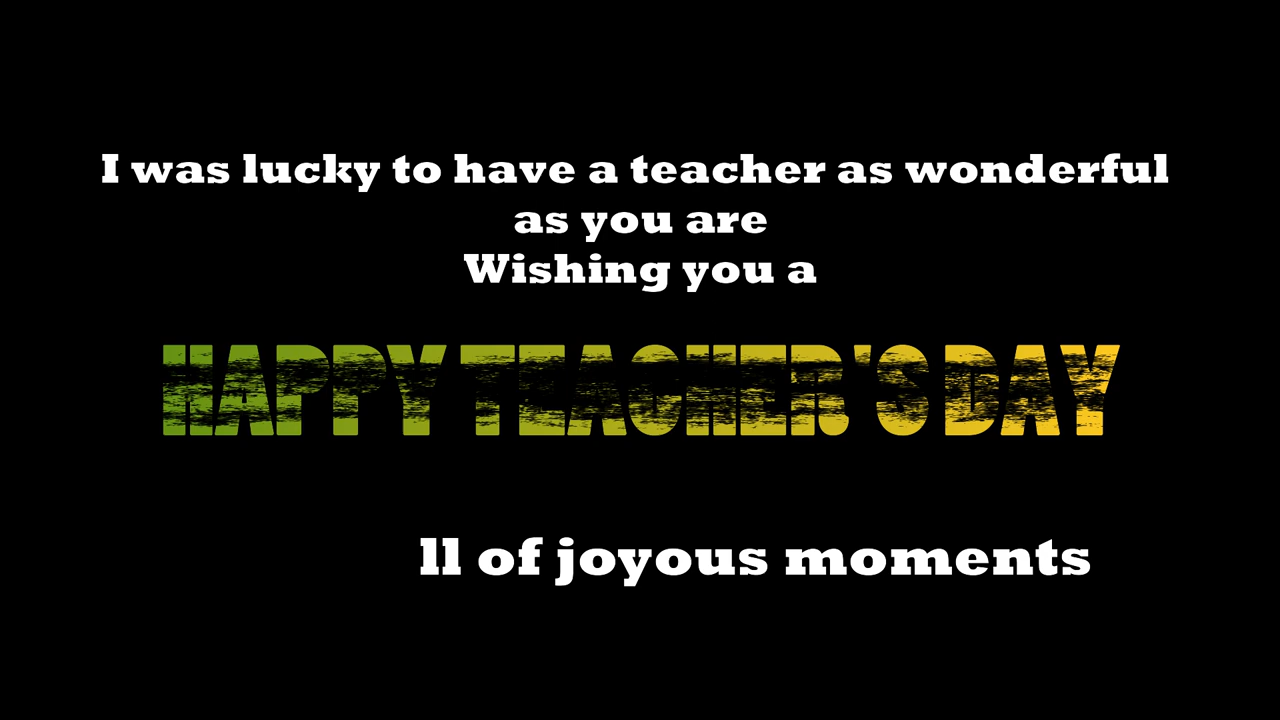 I was lucky to have a teacher as wonderful
as you are
Wishing you a
HAPPY TEACHER'S DAY
ll of joyous moments